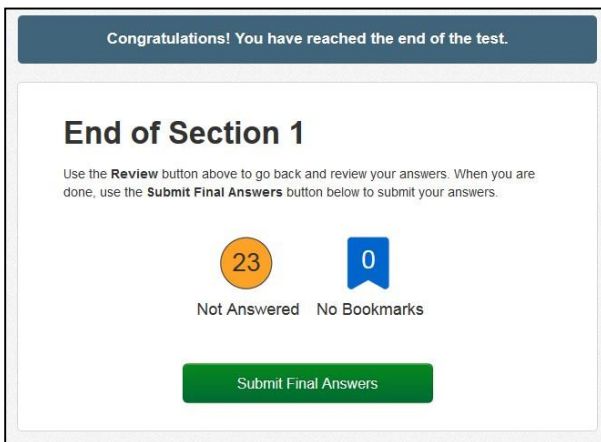 Congratulations! You have reached the end of the test.
End of Section 1
Use the Review button above to go back and review your answers. When you are
done, use the Submit Final Answers button below to submit your answers.
23 0
Not Answered No Bookmarks
Submit Final Answers